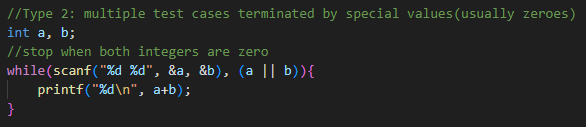 //Type 2: multiple test cases terminated by special values(usually zeroes)
int a, b;
//stop when both integers are zero
while(scanf("%d %d", &a, &b), (a || b)){
    printf("%d\n", a+b);
}